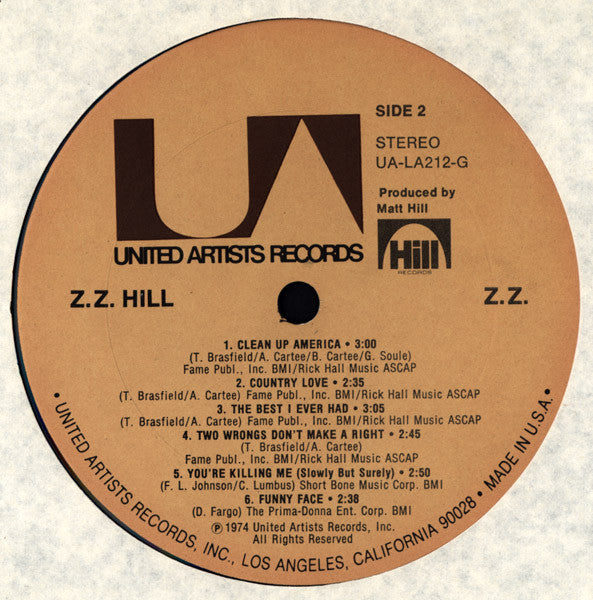 SIDE 2
STEREO
UA-LA212-G
Produced by
Matt Hill
UA
UNITED ARTISTS RECORDS
Hill
RECORDS
Z.Z. HiLL
Z.Z.
1. CLEAN UP AMERICA • 3:00
(T. Brasfield/A. Cartee/B. Cartee/G. Soule)
Fame Publ., Inc. BMI/Rick Hall Music ASCAP
2. COUNTRY LOVE • 2:35
(T. Brasfield/A. Cartee) Fame Publ., Inc. BMI/Rick Hall Music ASCAP
3. THE BEST I EVER HAD • 3:05
(T. Brasfield/A. Cartee) Fame Publ., Inc. BMI/Rick Hall Music ASCAP
4. TWO WRONGS DON'T MAKE A RIGHT • 2:45
(T. Brasfield/A. Cartee)
Fame Publ., Inc. BMI/Rick Hall Music ASCAP
5. YOU'RE KILLING ME (Slowly But Surely) • 2:50
(F. L. Johnson/C. Lumbus) Short Bone Music Corp. BMI
6. FUNNY FACE • 2:38
(D. Fargo) The Prima-Donna Ent. Corp. BMI
℗ 1974 United Artists Records, Inc.
All Rights Reserved
• UNITED ARTISTS RECORDS, INC., LOS ANGELES, CALIFORNIA 90028 • MADE IN U.S.A. •